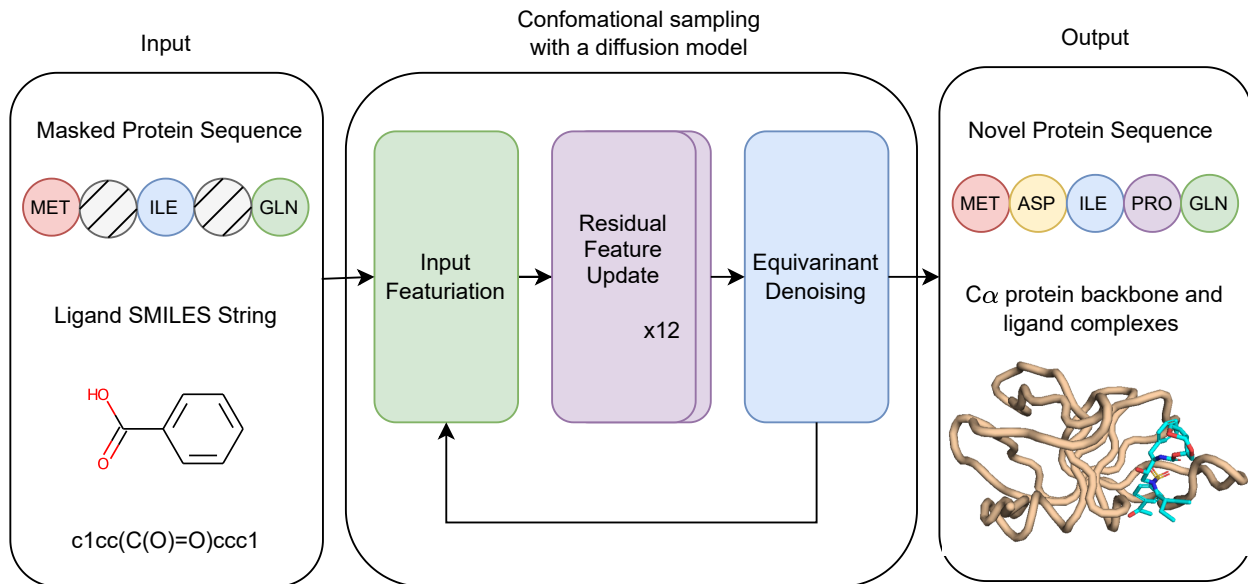 Input
Confomational sampling
with a diffusion model
Output
Masked Protein Sequence
MET
ILE
GLN
Ligand SMILES String
HO
O
c1cc(C(O)=O)ccc1
Input
Featuriation
Residual
Feature
Update
x12
Equivarinant
Denoising
Novel Protein Sequence
MET
ASP
ILE
PRO
GLN
Cα protein backbone and
ligand complexes